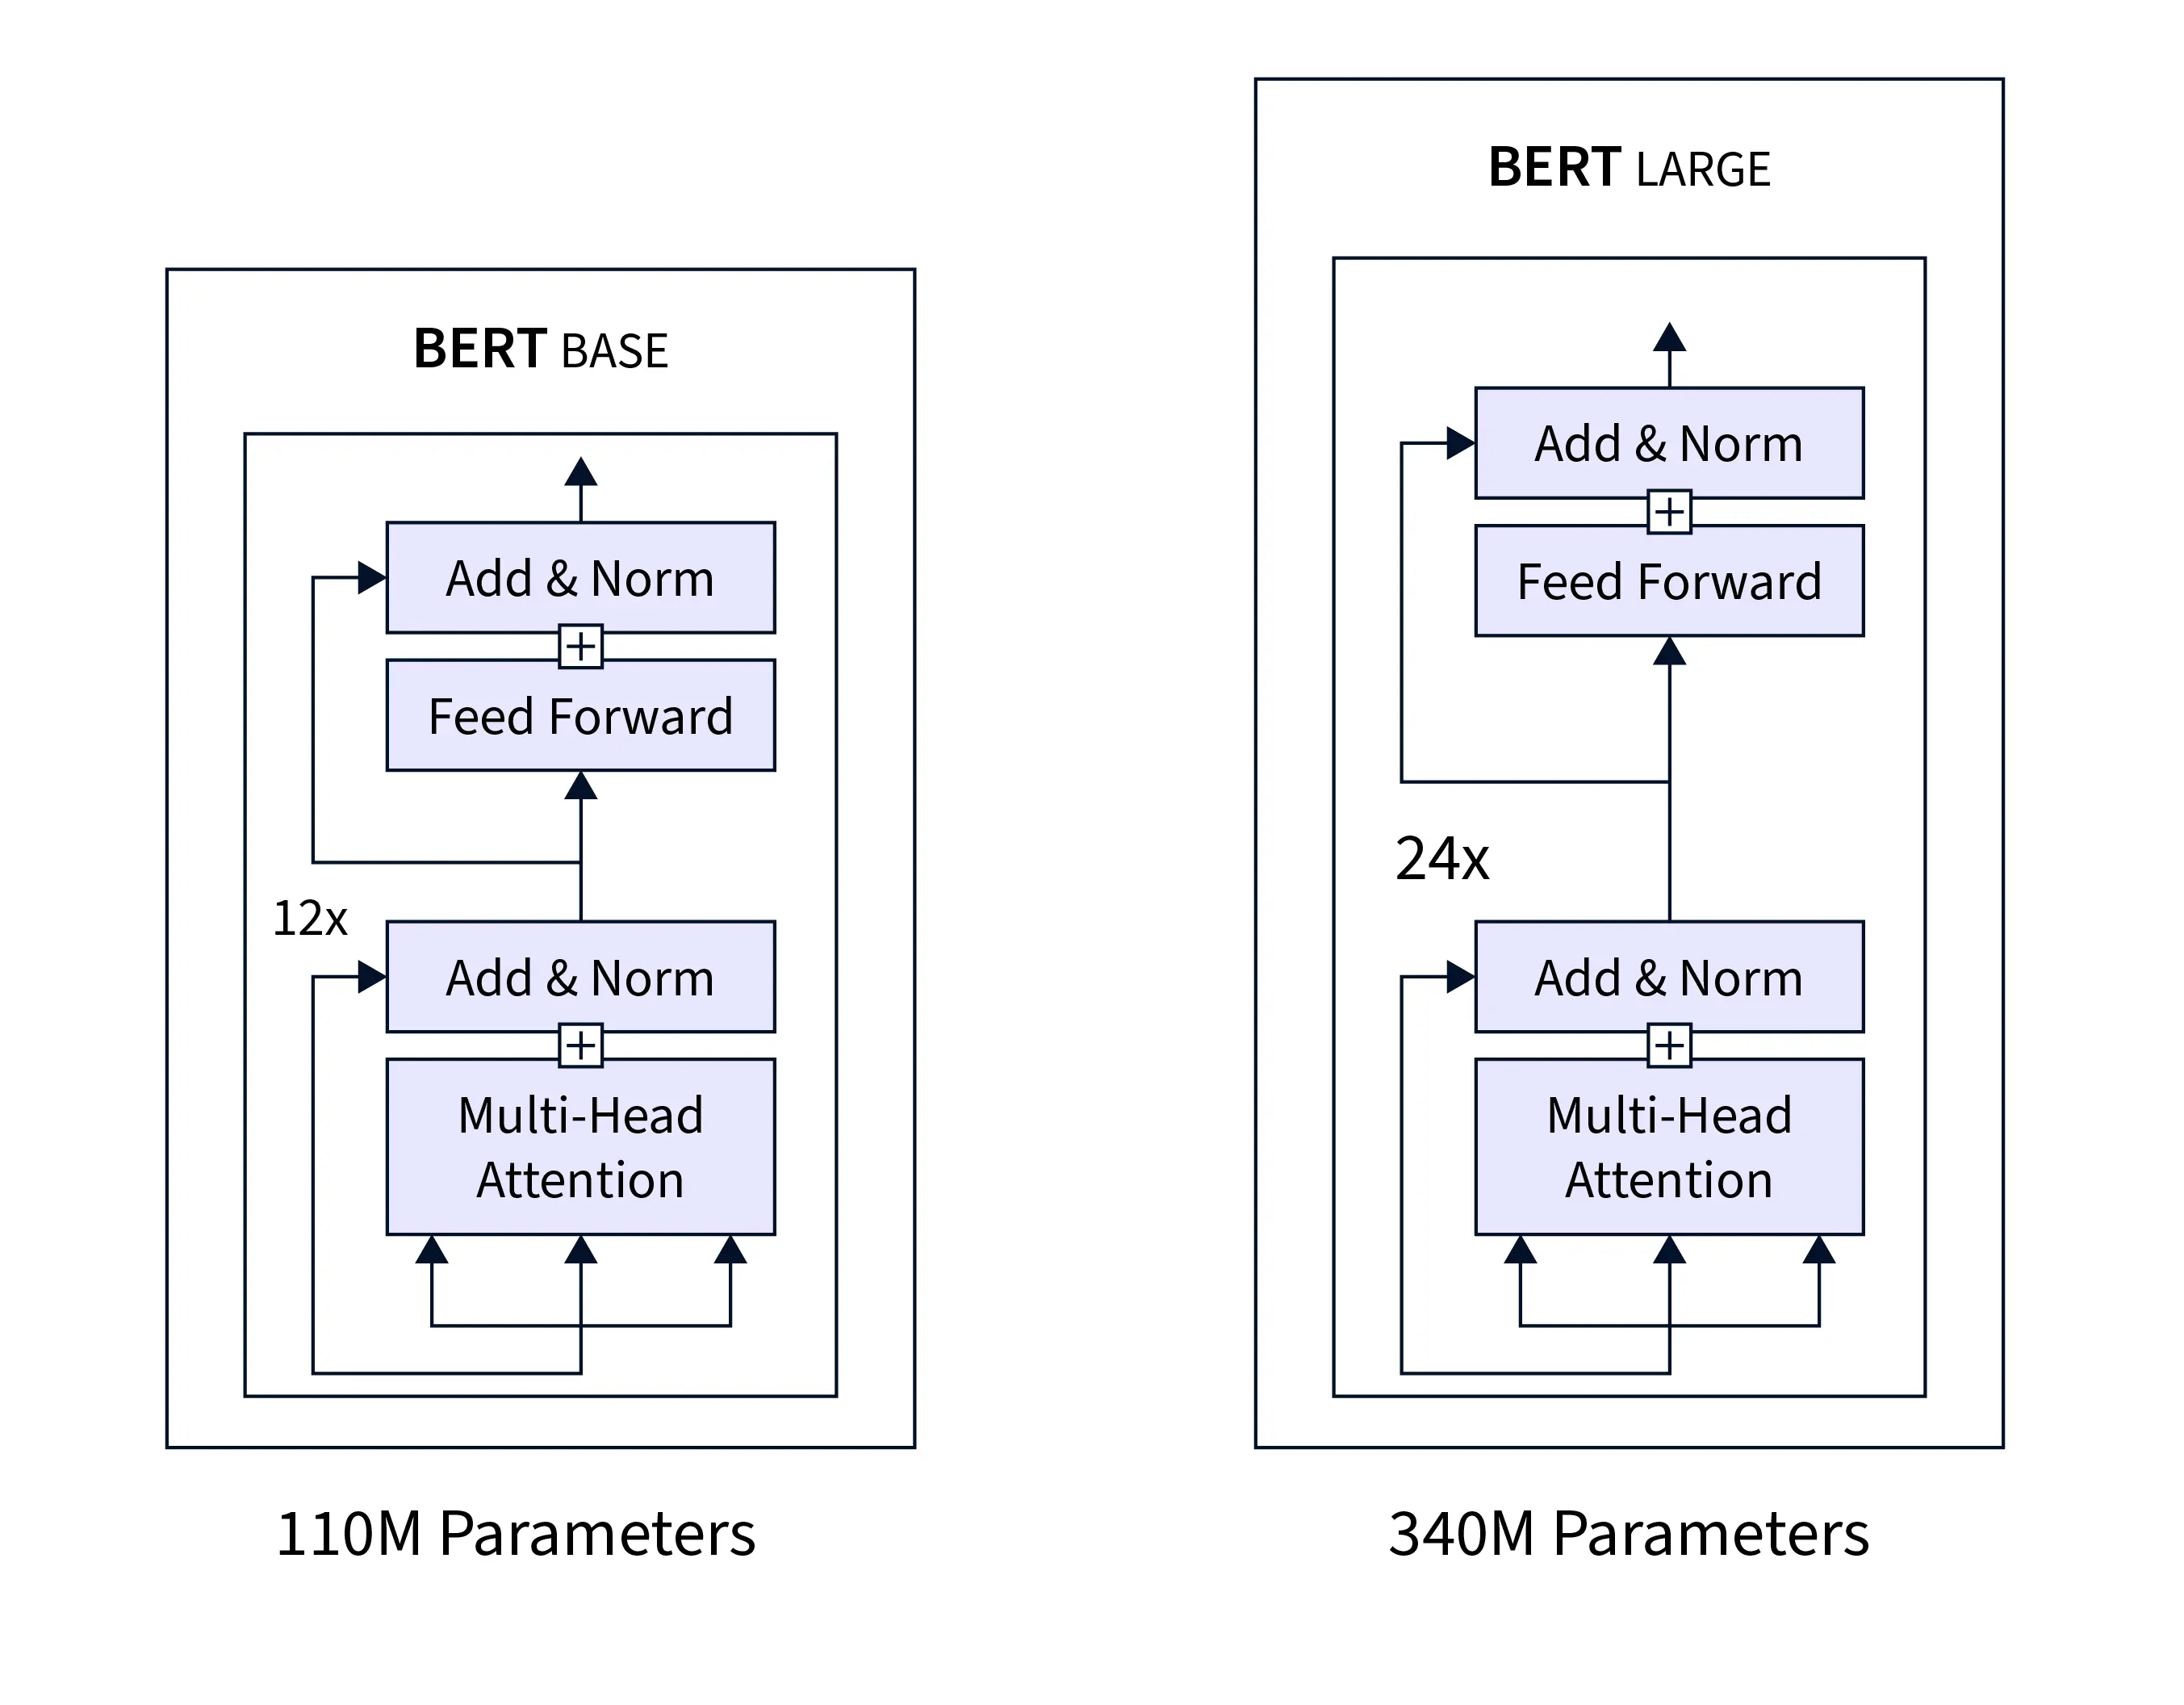 BERT BASE
Add & Norm
Feed Forward
12x
Add & Norm
Multi-Head
Attention
110M Parameters
BERT LARGE
Add & Norm
Feed Forward
24x
Add & Norm
Multi-Head
Attention
340M Parameters